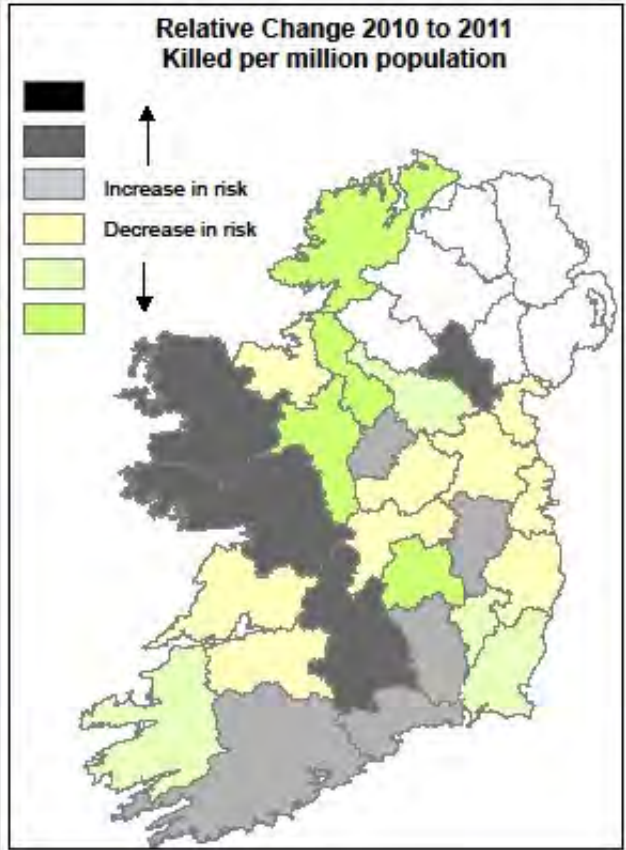 Relative Change 2010 to 2011
Killed per million population
Increase in risk
Decrease in risk